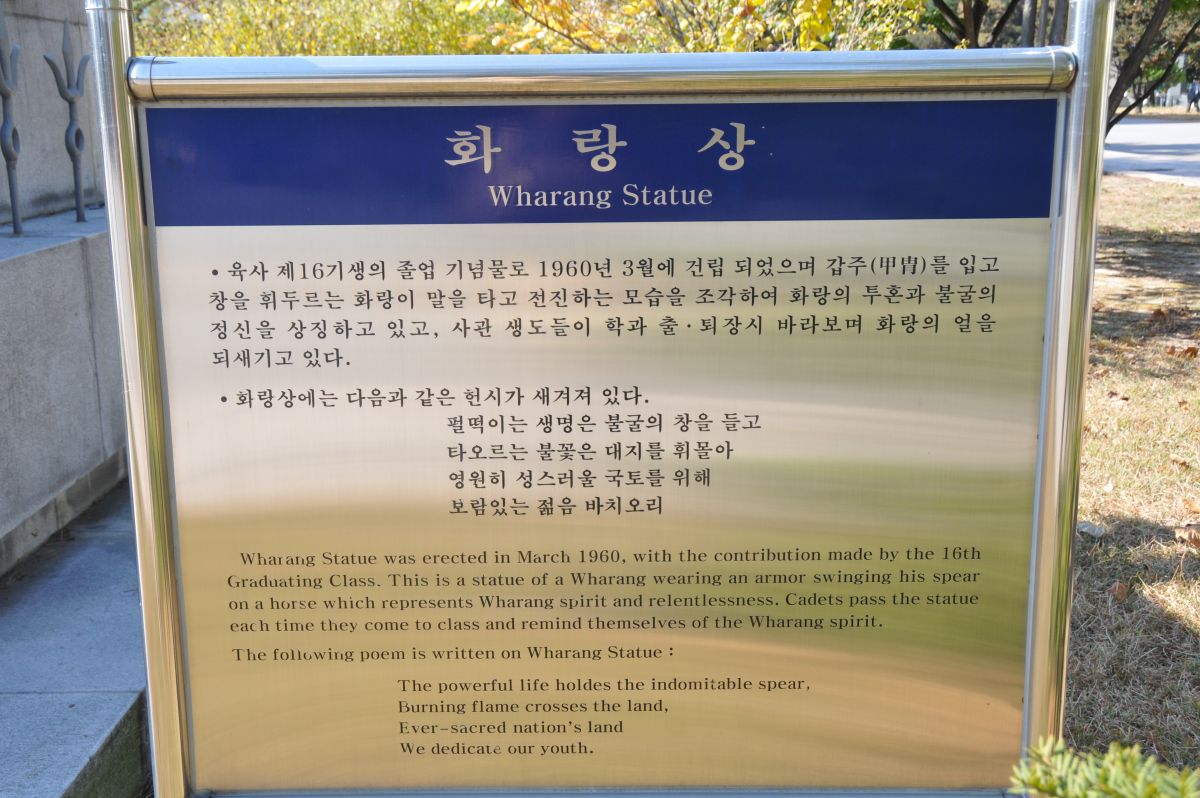 화 랑 상
Wharang Statue
• 육사 제16기생의 졸업 기념물로 1960년 3월에 건립 되었으며 갑주(甲冑)를 입고
창을 휘두르는 화랑이 말을 타고 전진하는 모습을 조각하여 화랑의 투혼과 불굴의
정신을 상징하고 있고, 사관 생도들이 학과 출·퇴장시 바라보며 화랑의 얼을
되새기고 있다.
• 화랑상에는 다음과 같은 헌시가 새겨져 있다.
펄떡이는 생명은 불굴의 창을 들고
타오르는 불꽃은 대지를 휘몰아
영원히 성스러울 국토를 위해
보람있는 젊음 바치오리
Wharang Statue was erected in March 1960, with the contribution made by the 16th
Graduating Class. This is a statue of a Wharang wearing an armor swinging his spear
on a horse which represents Wharang spirit and relentlessness. Cadets pass the statue
each time they come to class and remind themselves of the Wharang spirit.
The following poem is written on Wharang Statue :
The powerful life holdes the indomitable spear,
Burning flame crosses the land,
Ever-sacred nation's land
We dedicate our youth.